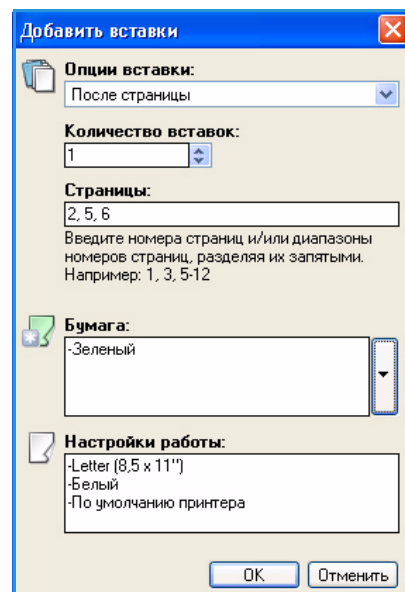 Добавить вставки
Опции вставки:
После страницы
Количество вставок:
1
Страницы:
2, 5, 6
Введите номера страниц и/или диапазоны
номеров страниц, разделяя их запятыми.
Например: 1, 3, 5-12
Бумага:
-Зеленый
Настройки работы:
-Letter (8,5 x 11")
-Белый
-По умолчанию принтера
OK
Отменить